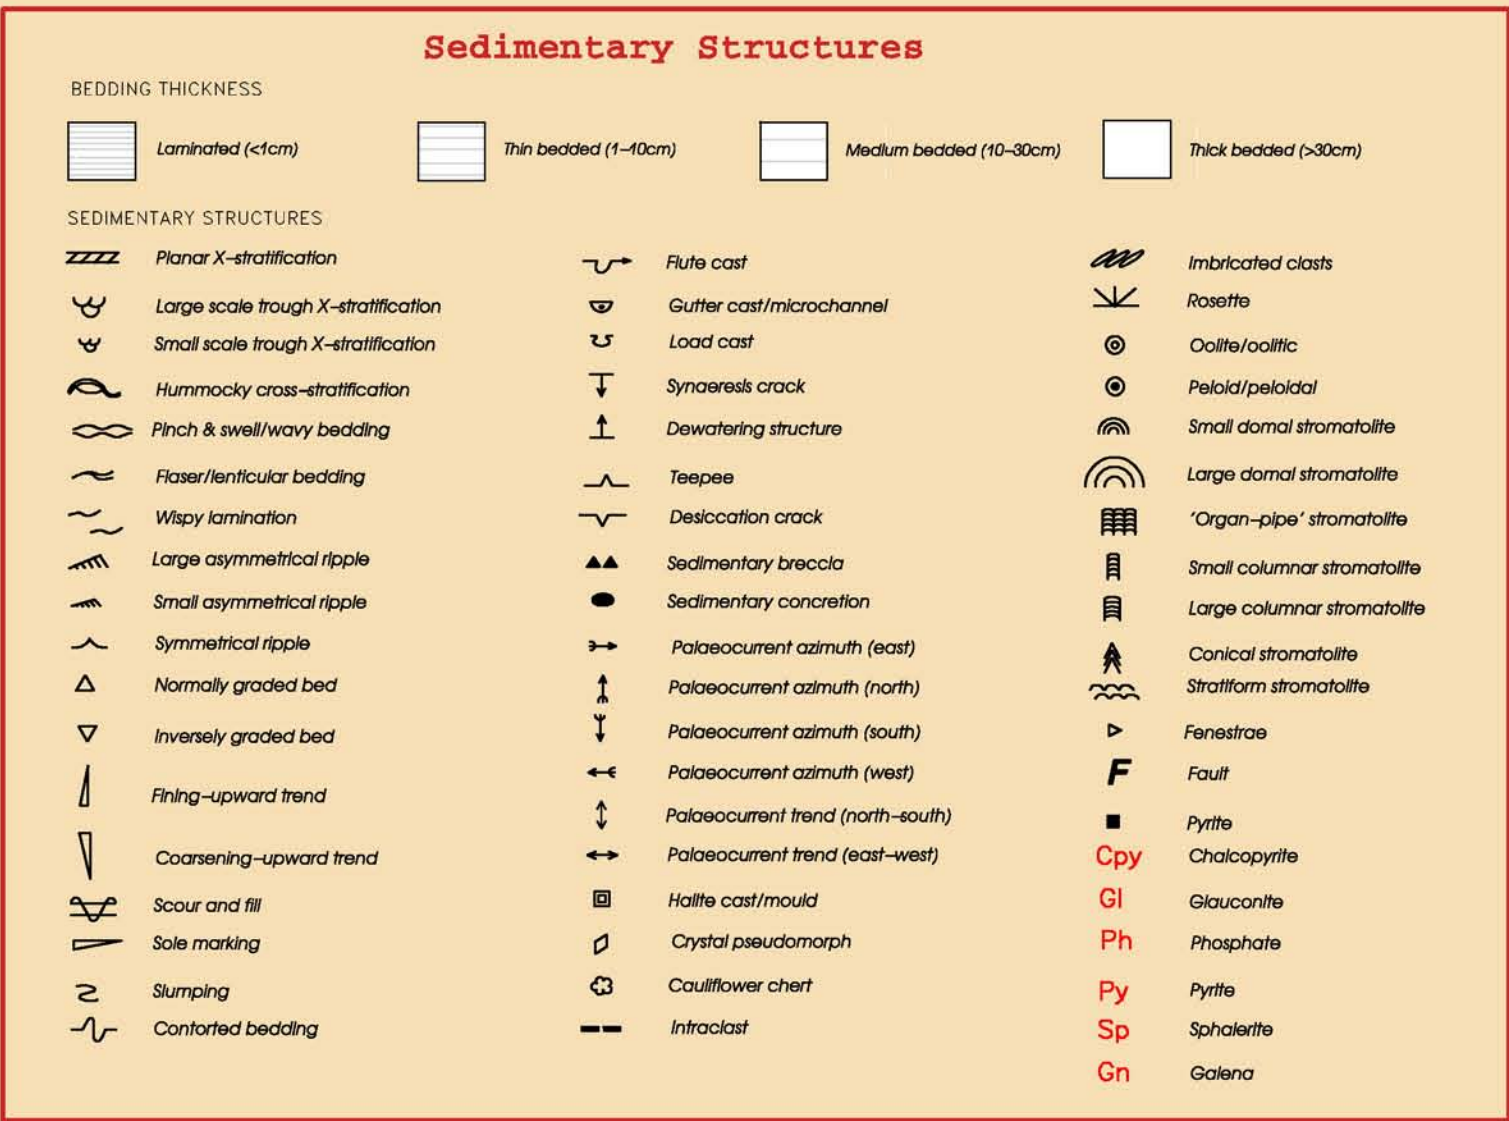 Sedimentary Structures
BEDDING THICKNESS
Laminated (<1cm)
Thin bedded (1–10cm)
Medium bedded (10–30cm)
Thick bedded (>30cm)
SEDIMENTARY STRUCTURES
Planar X–stratification
Large scale trough X–stratification
Small scale trough X–stratification
Hummocky cross–stratification
Pinch & swell/wavy bedding
Flaser/lenticular bedding
Wispy lamination
Large asymmetrical ripple
Small asymmetrical ripple
Symmetrical ripple
Normally graded bed
Inversely graded bed
Fining–upward trend
Coarsening–upward trend
Scour and fill
Sole marking
Slumping
Contorted bedding
Flute cast
Gutter cast/microchannel
Load cast
Synaeresis crack
Dewatering structure
Teepee
Desiccation crack
Sedimentary breccia
Sedimentary concretion
Palaeocurrent azimuth (east)
Palaeocurrent azimuth (north)
Palaeocurrent azimuth (south)
Palaeocurrent azimuth (west)
Palaeocurrent trend (north–south)
Palaeocurrent trend (east–west)
Halite cast/mould
Crystal pseudomorph
Cauliflower chert
Intraclast
Imbricated clasts
Rosette
Oolite/oolitic
Peloid/peloidal
Small domal stromatolite
Large domal stromatolite
'Organ–pipe' stromatolite
Small columnar stromatolite
Large columnar stromatolite
Conical stromatolite
Stratiform stromatolite
Fenestrae
F Fault
Pyrite
Cpy Chalcopyrite
Gl Glauconite
Ph Phosphate
Py Pyrite
Sp Sphalerite
Gn Galena